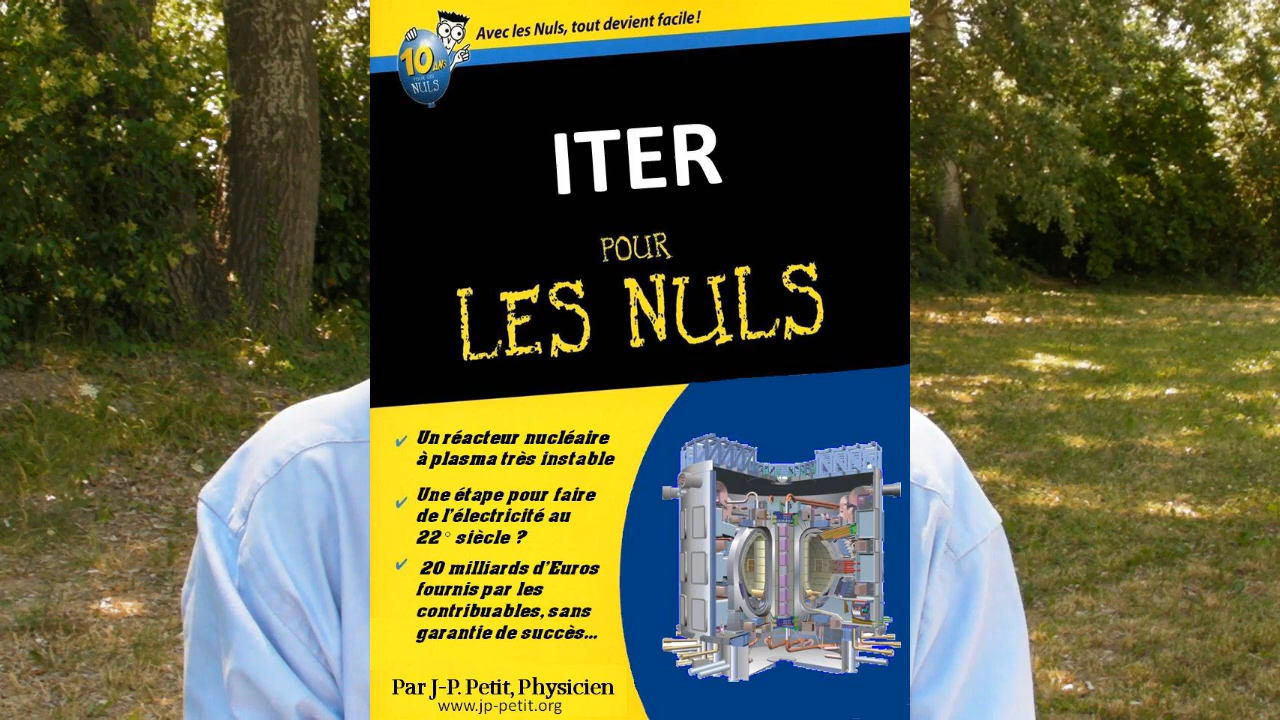 Avec les Nuls, tout devient facile!
10 ANS
POUR LES
NULS
ITER
POUR
LES NULS
Un réacteur nucléaire
à plasma très instable
Une étape pour faire
de l'électricité au
22° siècle ?
20 milliards d'Euros
fournis par les
contribuables, sans
garantie de succès...
Par J-P. Petit, Physicien
www.jp-petit.org